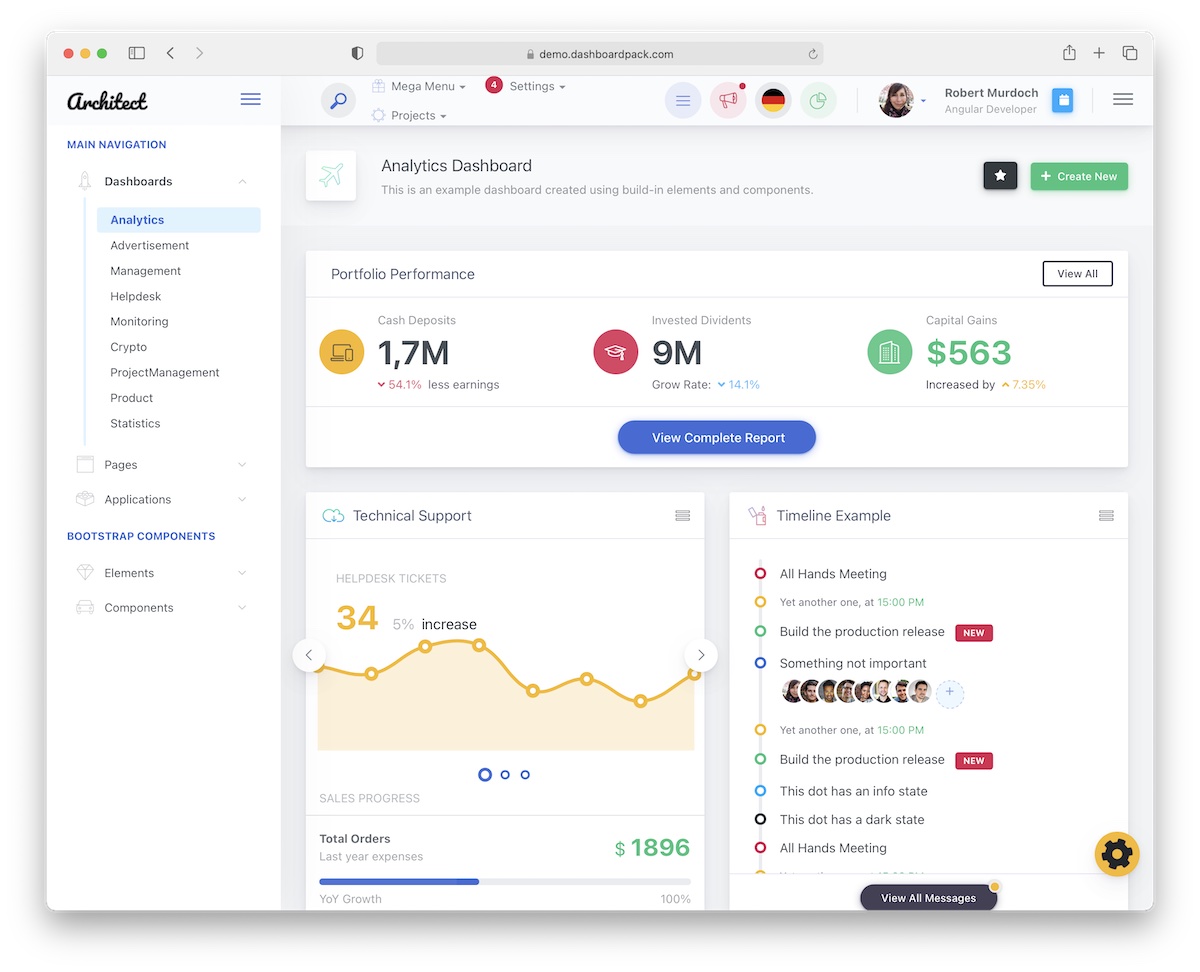 demo.dashboardpack.com
Architect
Mega Menu
4
Settings
Projects
Robert Murdoch
Angular Developer
MAIN NAVIGATION
Dashboards
Analytics
Advertisement
Management
Helpdesk
Monitoring
Crypto
ProjectManagement
Product
Statistics
Pages
Applications
BOOTSTRAP COMPONENTS
Elements
Components
Analytics Dashboard
This is an example dashboard created using build-in elements and components.
Create New
Portfolio Performance
View All
Cash Deposits
1,7M
54.1% less earnings
Invested Dividents
9M
Grow Rate: 14.1%
Capital Gains
$563
Increased by 7.35%
View Complete Report
Technical Support
HELPDESK TICKETS
34 5% increase
SALES PROGRESS
Total Orders
Last year expenses
$ 1896
YoY Growth
100%
Timeline Example
All Hands Meeting
Yet another one, at 15:00 PM
Build the production release NEW
Something not important
+
Yet another one, at 15:00 PM
Build the production release NEW
This dot has an info state
This dot has a dark state
All Hands Meeting
View All Messages